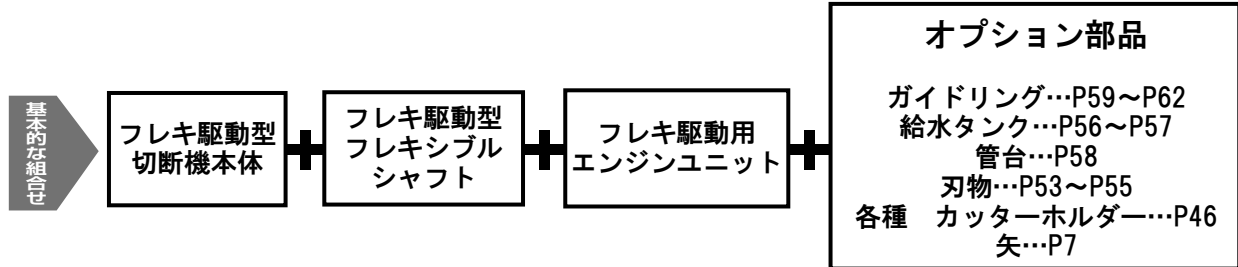 基本的な組合せ
フレキ駆動型
切断機本体
フレキ駆動型
フレキシブル
シャフト
フレキ駆動用
エンジンユニット
オプション部品
ガイドリング…P59～P62
給水タンク…P56～P57
管台…P58
刃物…P53～P55
各種　カッターホルダー…P46
矢…P7